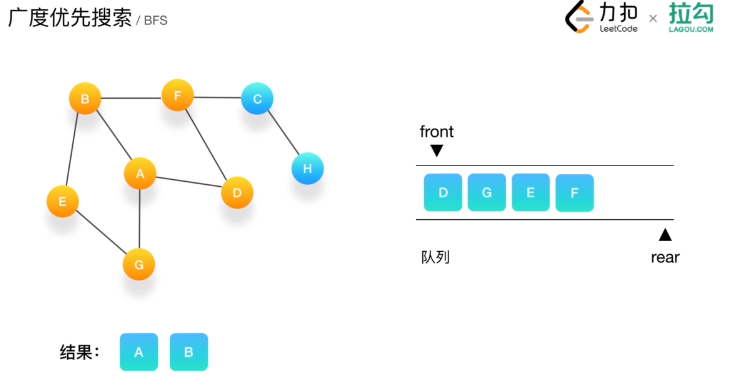 广度优先搜索 / BFS
力扣 LeetCode × 拉勾 LAGOU.COM
B F C
A H
E D
G
front
D G E F
队列 rear
结果： A B